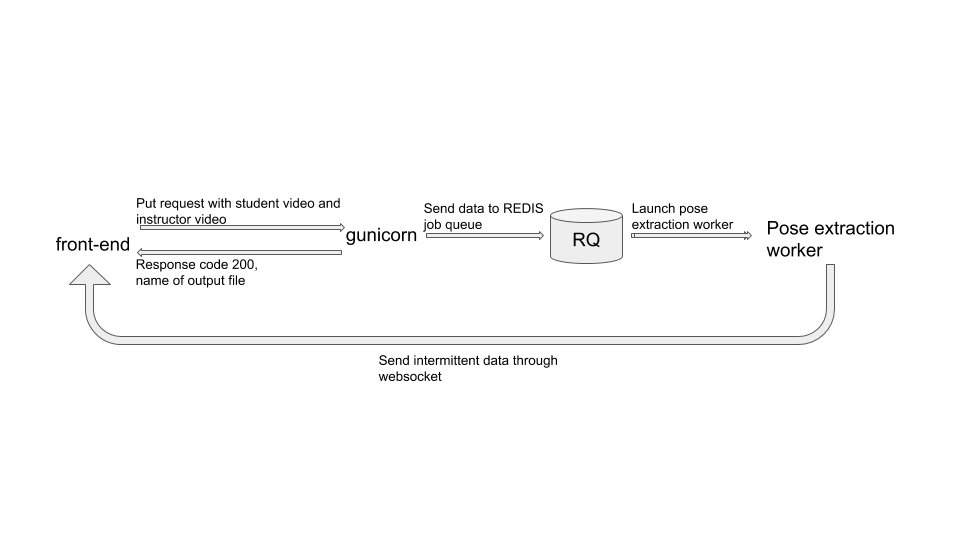 Put request with student video and
instructor video
front-end
Response code 200,
name of output file
gunicorn
Send data to REDIS
job queue
RQ
Launch pose
extraction worker
Pose extraction
worker
Send intermittent data through
websocket